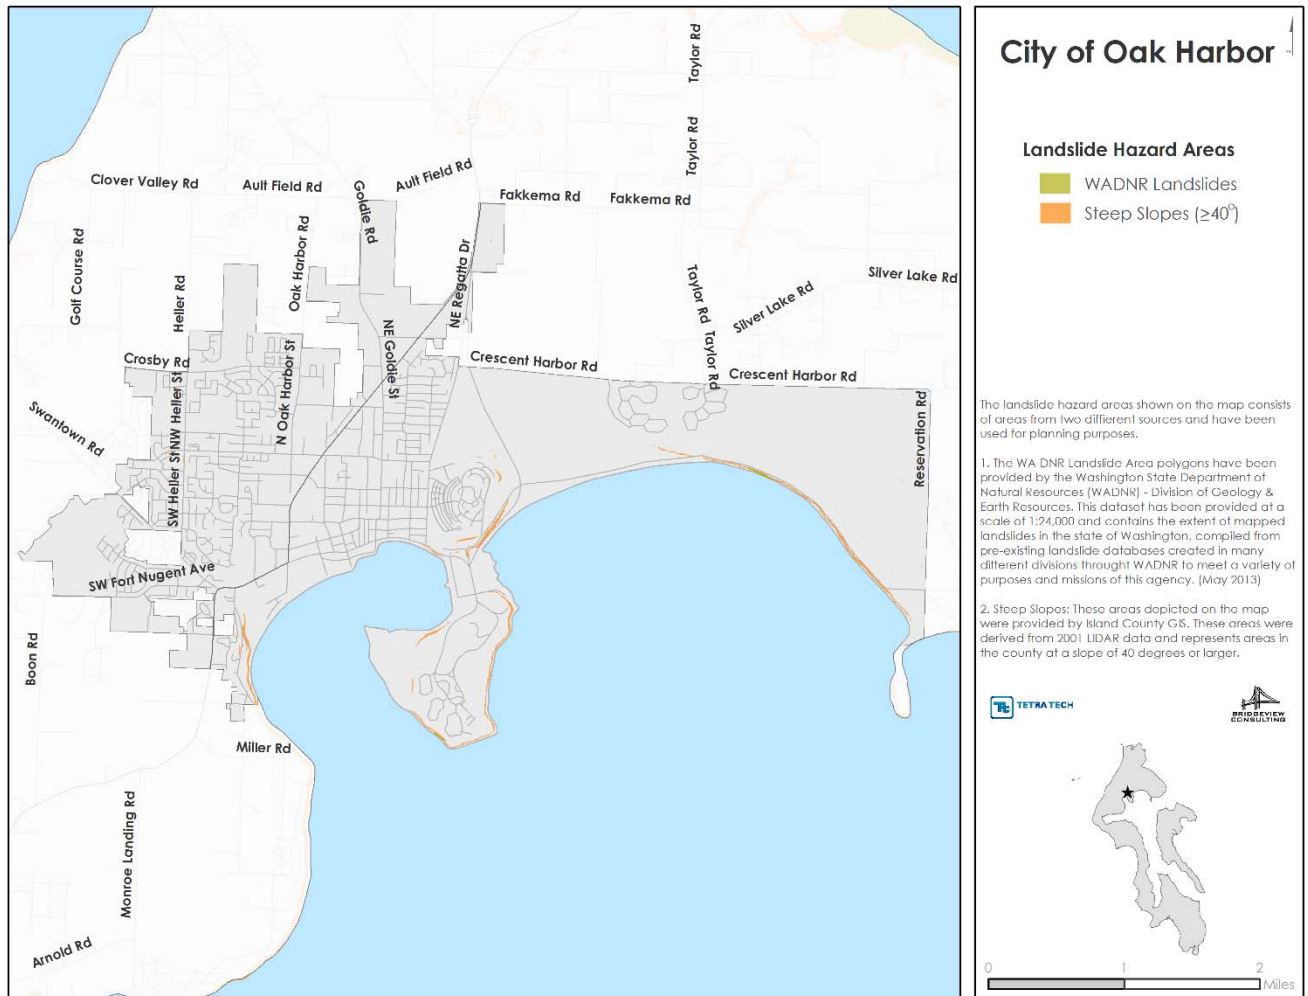 City of Oak Harbor
Landslide Hazard Areas
WADNR Landslides
Steep Slopes (≥40°)
Taylor Rd
Taylor Rd
Clover Valley Rd
Ault Field Rd
Goldie Rd
Ault Field Rd
Fakkema Rd
Fakkema Rd
Golf Course Rd
Heller Rd
Oak Harbor Rd
NE Regatta Dr
Taylor Rd
Silver Lake Rd
Silver Lake Rd
Crosby Rd
NE Goldie St
Crescent Harbor Rd
Taylor Rd
Crescent Harbor Rd
Swantown Rd
NW Heller St
N Oak Harbor St
Reservation Rd
SW Heller St
SW Fort Nugent Ave
Boon Rd
Miller Rd
Monroe Landing Rd
Arnold Rd
The landslide hazard areas shown on the map consists
of areas from two different sources and have been
used for planning purposes.
1. The WA DNR Landslide Area polygons have been
provided by the Washington State Department of
Natural Resources (WADNR) - Division of Geology &
Earth Resources. This dataset has been provided at a
scale of 1:24,000 and contains the extent of mapped
landslides in the state of Washington, compiled from
pre-existing landslide databases created in many
different divisions throught WADNR to meet a variety of
purposes and missions of this agency. (May 2013)
2. Steep Slopes: These areas depicted on the map
were provided by Island County GIS. These areas were
derived from 2001 LIDAR data and represents areas in
the county at a slope of 40 degrees or larger.
TETRA TECH
BRIDGEVIEW
CONSULTING
0 1 2
Miles